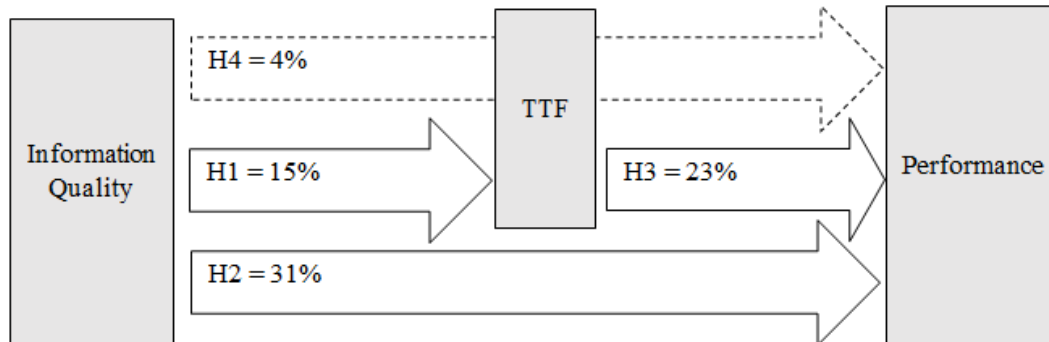 H4 = 4%
TTF
Information
Quality
H1 = 15%
H3 = 23%
Performance
H2 = 31%